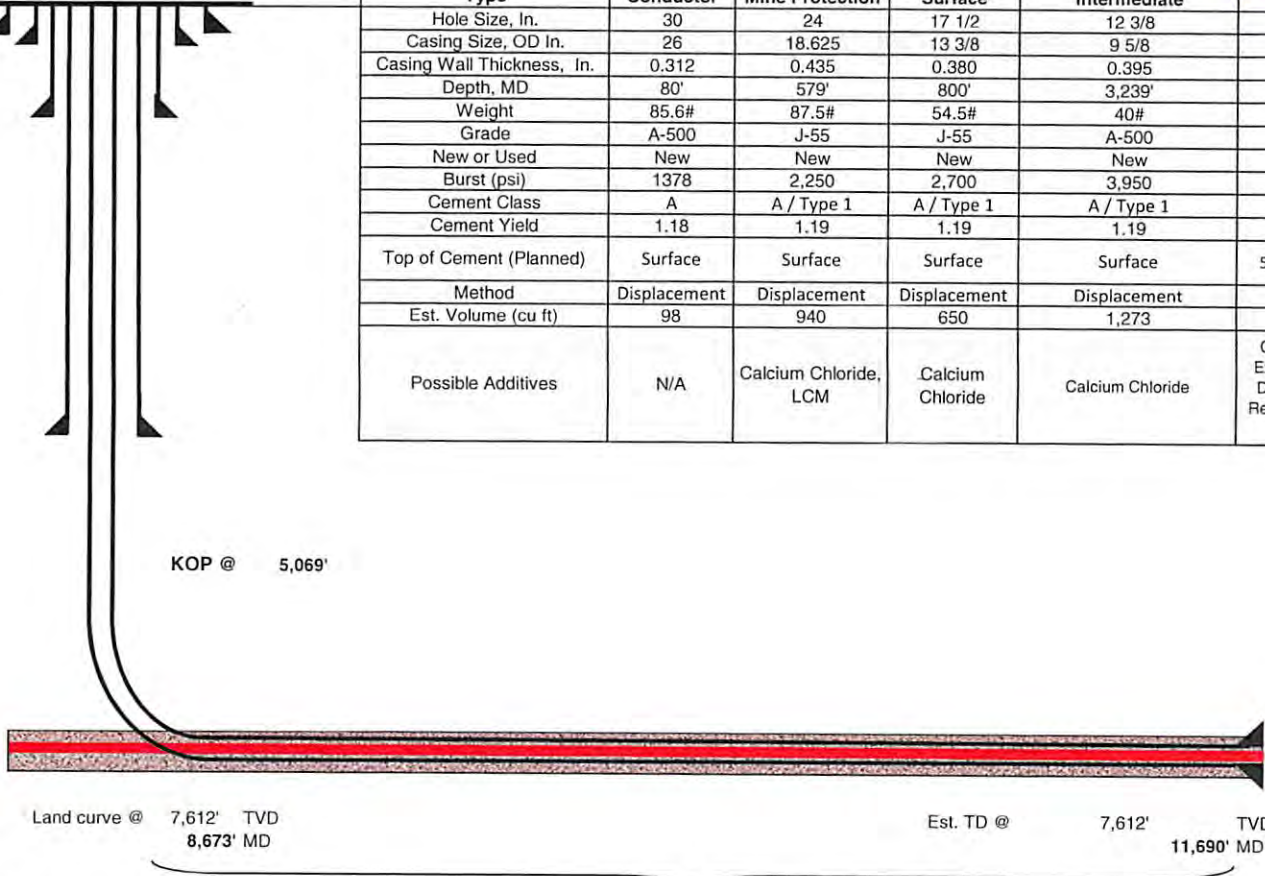 Type Conductor Mine Protection Surface Intermediate
Hole Size, In. 30 24 17 1/2 12 3/8
Casing Size, OD In. 26 18.625 13 3/8 9 5/8
Casing Wall Thickness, In. 0.312 0.435 0.380 0.395
Depth, MD 80' 579' 800' 3,239'
Weight 85.6# 87.5# 54.5# 40#
Grade A-500 J-55 J-55 A-500
New or Used New New New New
Burst (psi) 1378 2,250 2,700 3,950
Cement Class A A / Type 1 A / Type 1 A / Type 1
Cement Yield 1.18 1.19 1.19 1.19
Top of Cement (Planned) Surface Surface Surface Surface
Method Displacement Displacement Displacement Displacement
Est. Volume (cu ft) 98 940 650 1,273
Possible Additives N/A Calcium Chloride, LCM Calcium Chloride Calcium Chloride
KOP @ 5,069'
Land curve @ 7,612' TVD
8,673' MD
Est. TD @ 7,612' TVD
11,690' MD